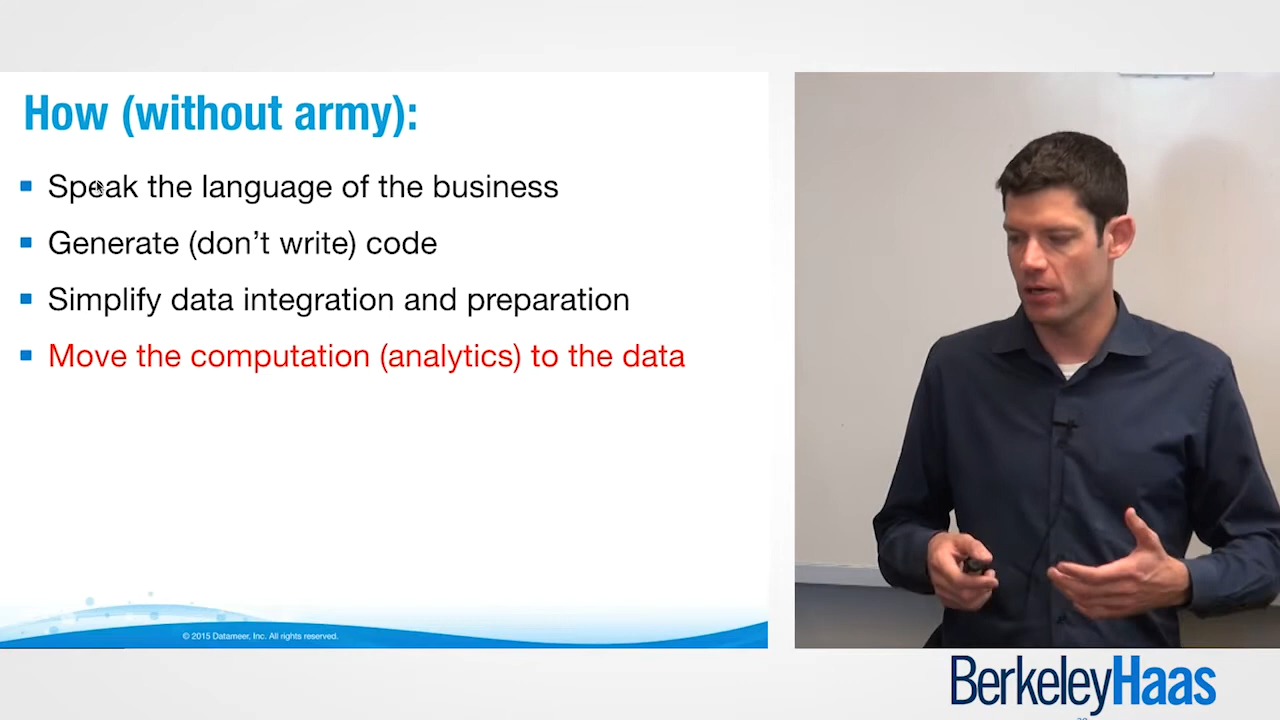 How (without army):
Speak the language of the business
Generate (don't write) code
Simplify data integration and preparation
Move the computation (analytics) to the data
© 2015 Datameer, Inc. All rights reserved.
BerkeleyHaas